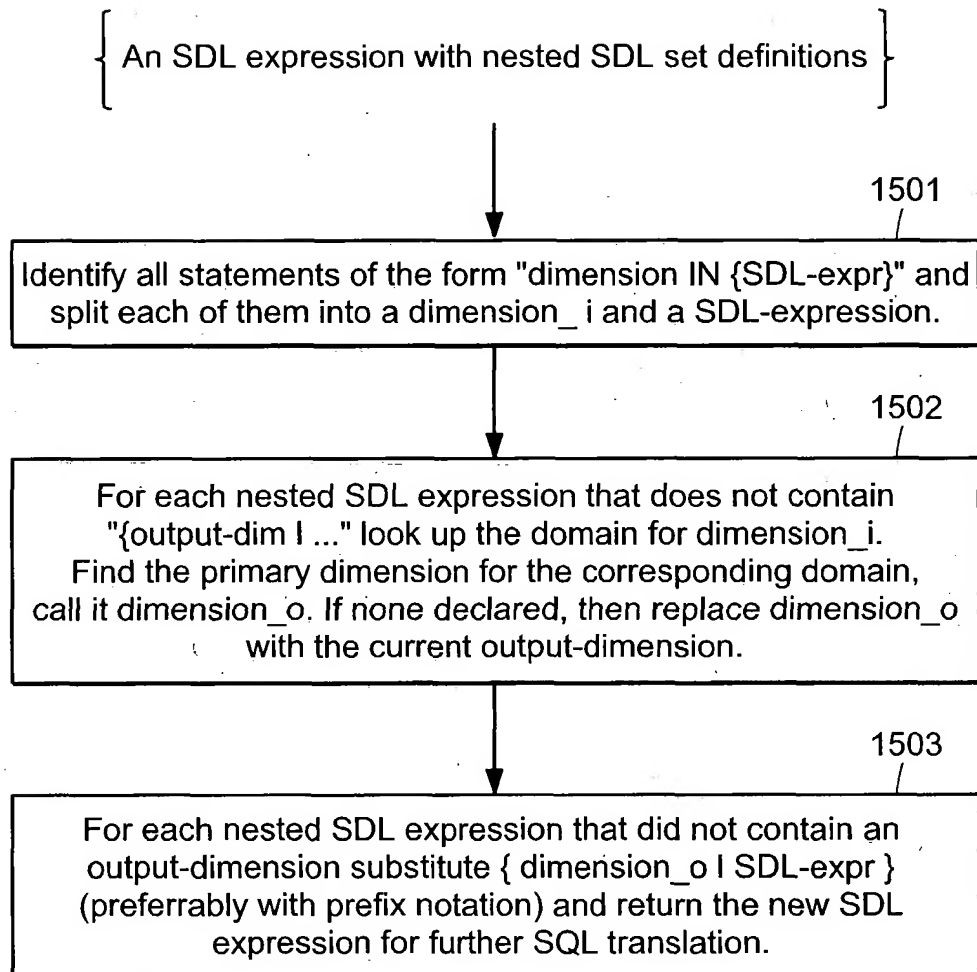 { An SDL expression with nested SDL set definitions }
1501
Identify all statements of the form "dimension IN {SDL-expr}" and
split each of them into a dimension_ i and a SDL-expression.
1502
For each nested SDL expression that does not contain
"{output-dim | ..." look up the domain for dimension_i.
Find the primary dimension for the corresponding domain,
call it dimension_o. If none declared, then replace dimension_o
with the current output-dimension.
1503
For each nested SDL expression that did not contain an
output-dimension substitute { dimension_o | SDL-expr }
(preferrably with prefix notation) and return the new SDL
expression for further SQL translation.